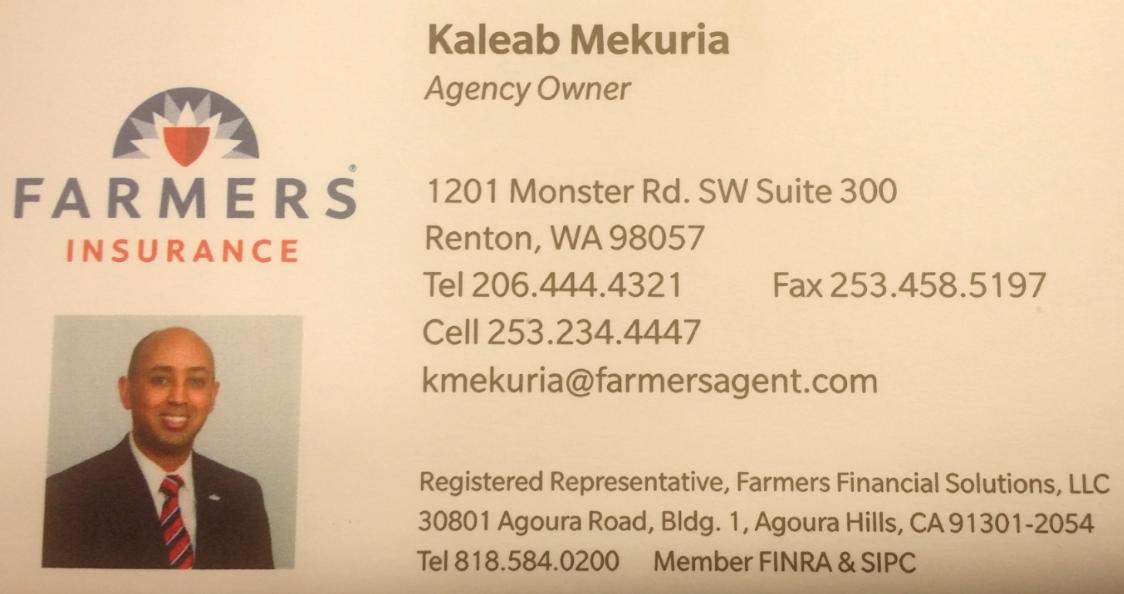 Kaleab Mekuria
Agency Owner
FARMERS®
INSURANCE
1201 Monster Rd. SW Suite 300
Renton, WA 98057
Tel 206.444.4321 Fax 253.458.5197
Cell 253.234.4447
kmekuria@farmersagent.com
Registered Representative, Farmers Financial Solutions, LLC
30801 Agoura Road, Bldg. 1, Agoura Hills, CA 91301-2054
Tel 818.584.0200 Member FINRA & SIPC